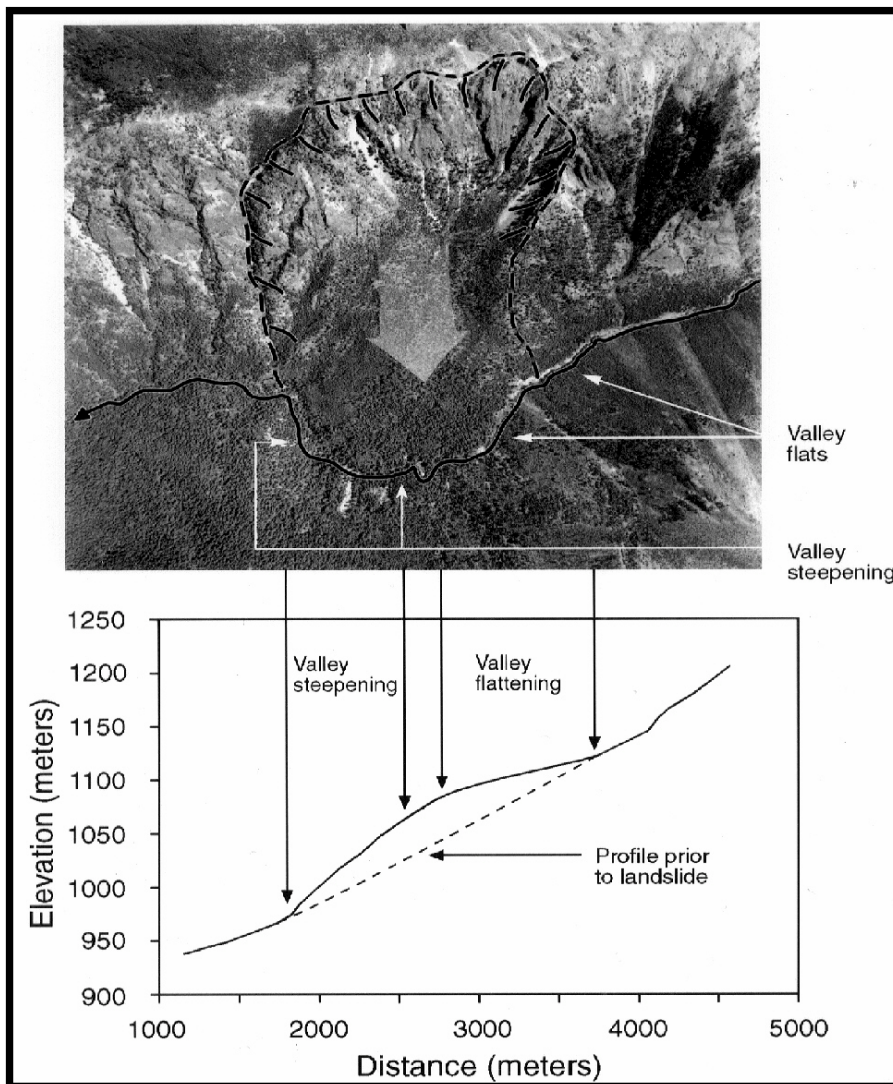 Valley
flats
Valley
steepening
1250
1200
1150
1100
1050
1000
950
900
Elevation (meters)
Valley
steepening
Valley
flattening
Profile prior
to landslide
1000
2000
3000
4000
5000
Distance (meters)